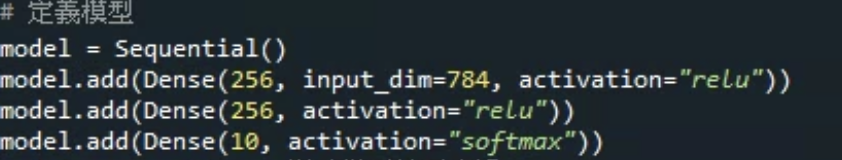 # 定義模型
model = Sequential()
model.add(Dense(256, input_dim=784, activation="relu"))
model.add(Dense(256, activation="relu"))
model.add(Dense(10, activation="softmax"))